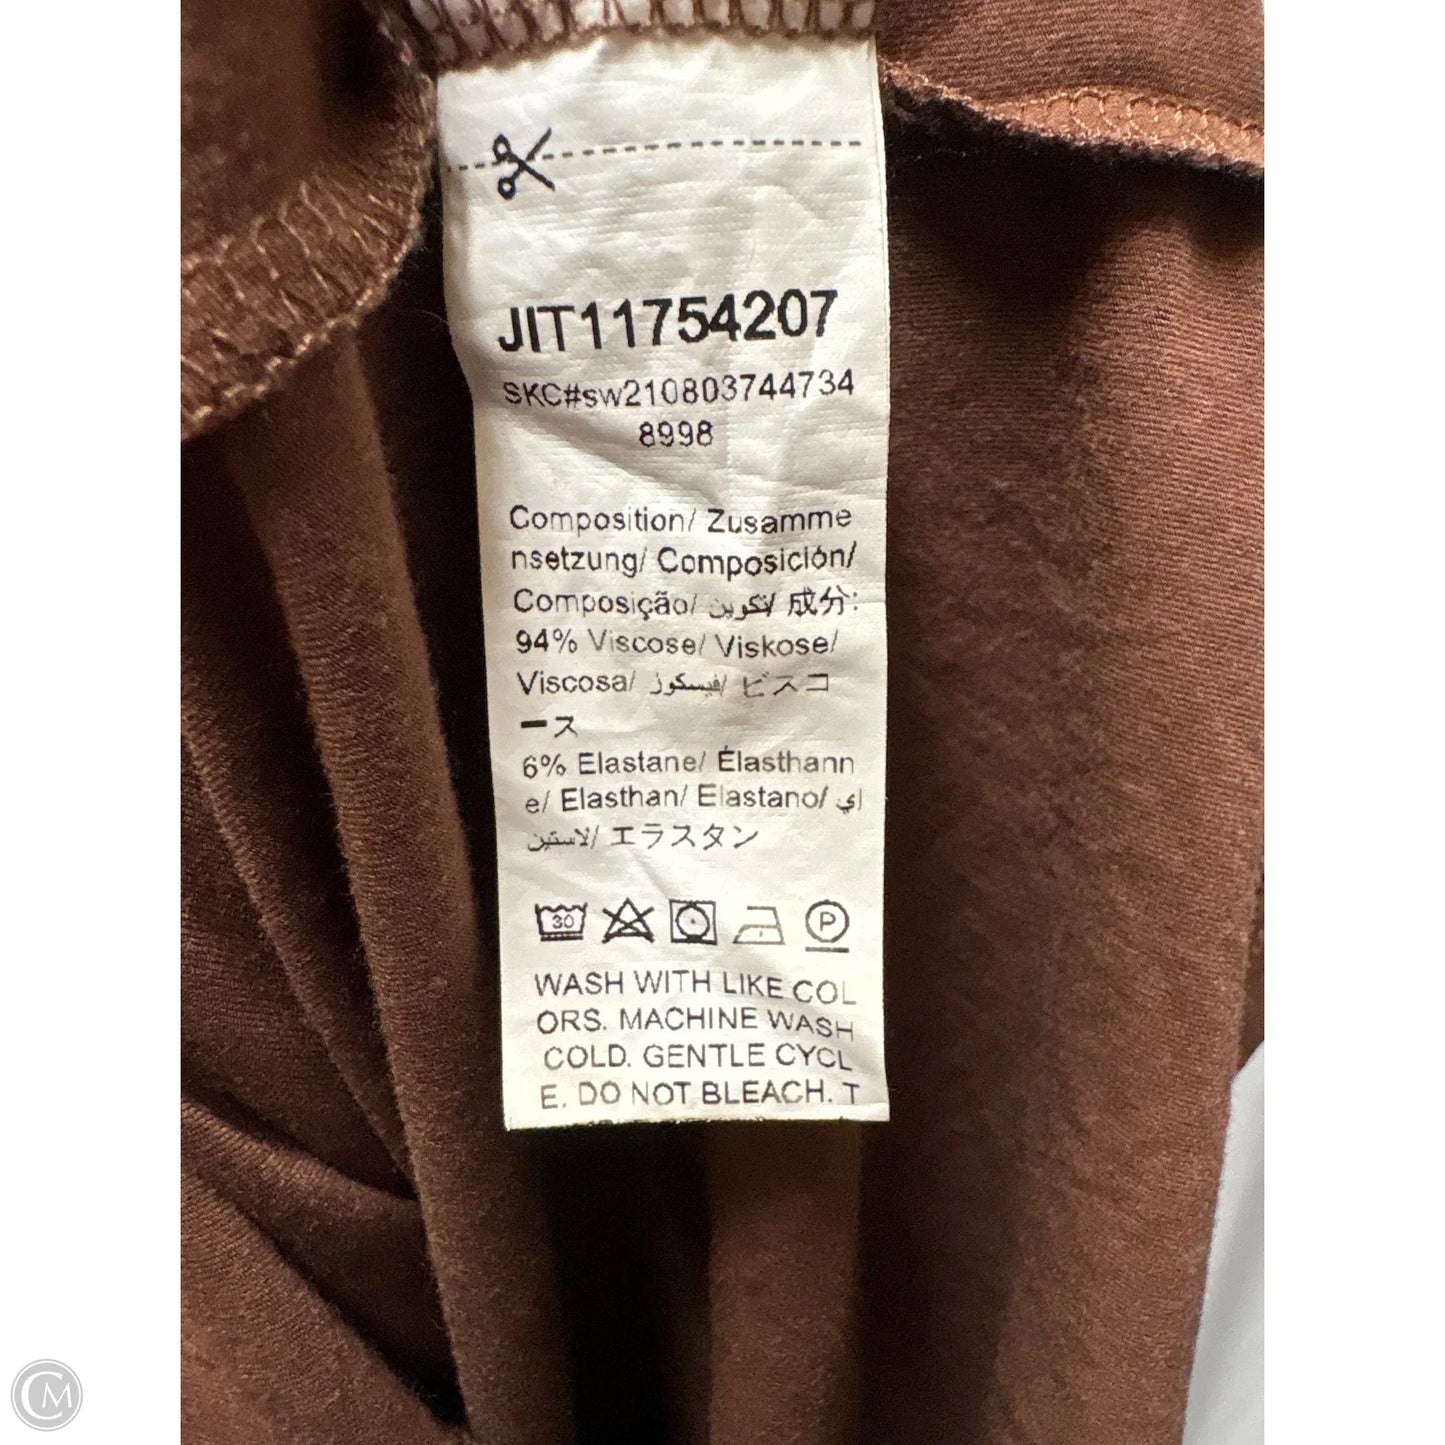 JIT11754207
SKC#sw210803744734
8998
Composition/ Zusamme
nsetzung/ Composición/
Composição/ تكوين/ 成分:
94% Viscose/ Viskose/
Viscosa/ فيسكوز/ ビスコ
ース
6% Elastane/ Élasthann
e/ Elasthan/ Elastano/ إي
لاستين/ エラスタン
30 P
WASH WITH LIKE COL
ORS. MACHINE WASH
COLD. GENTLE CYCL
E. DO NOT BLEACH. T
CM